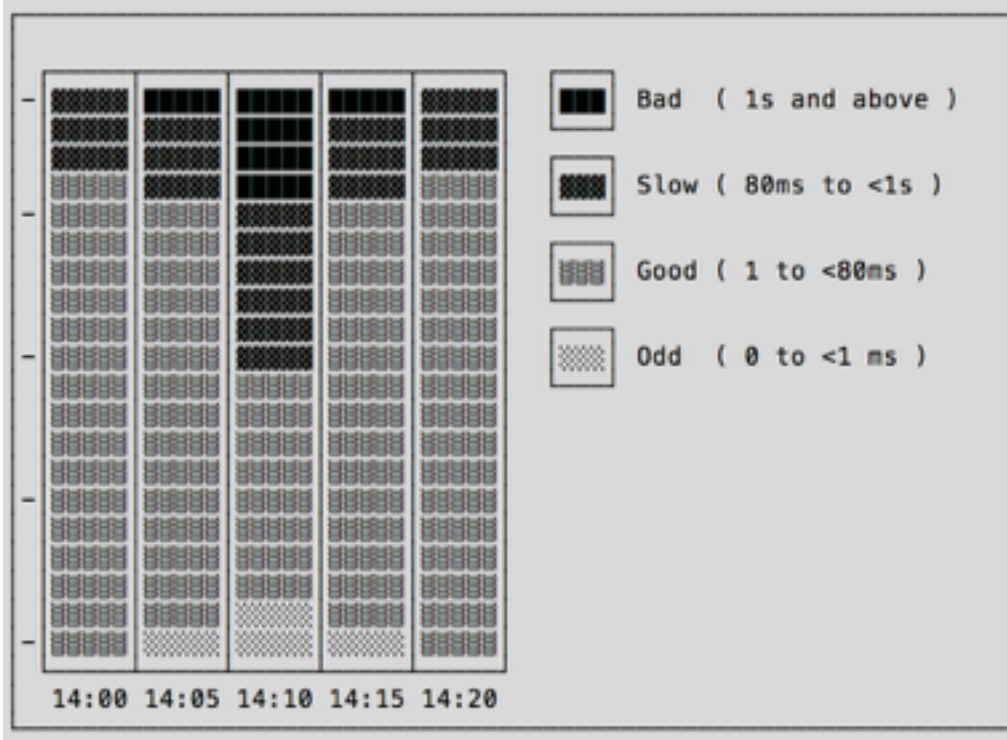 Bad ( 1s and above )
Slow ( 80ms to <1s )
Good ( 1 to <80ms )
Odd ( 0 to <1 ms )
14:00 14:05 14:10 14:15 14:20